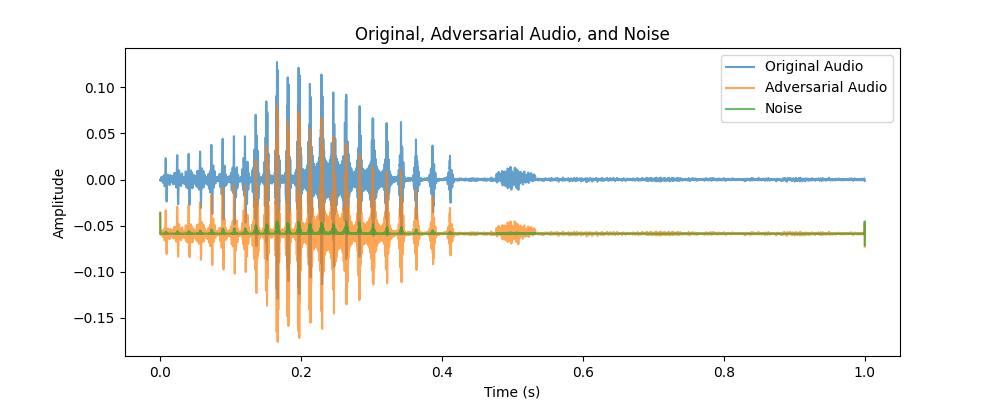 Original, Adversarial Audio, and Noise
Original Audio
Adversarial Audio
Noise
0.10
0.05
0.00
−0.05
−0.10
−0.15
Amplitude
0.0
0.2
0.4
0.6
0.8
1.0
Time (s)